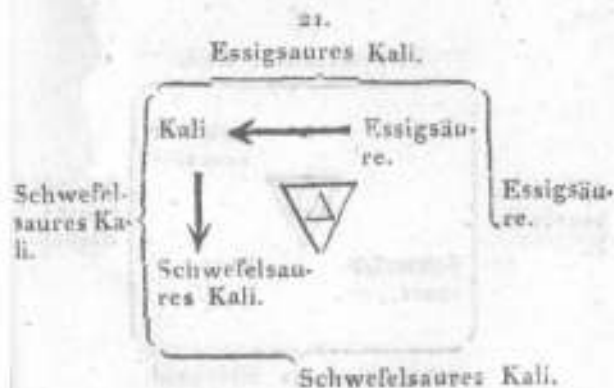 21.
Essigsaures Kali.
Kali
Essigsäu-
re.
Schwefel-
saures Ka-
li.
Essigsäu-
re.
Schwefelsau-
res Kali.
Schwefelsaures Kali.